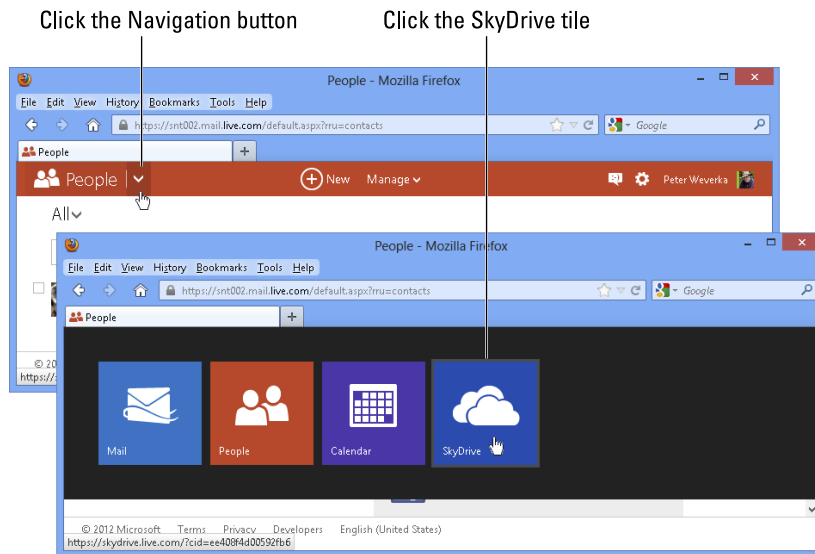 Click the Navigation button
Click the SkyDrive tile
People - Mozilla Firefox
File Edit View History Bookmarks Tools Help
https://snt002.mail.live.com/default.aspx?rru=contacts
Google
People
People
New
Manage
Peter Weverka
All
© 20
https://s
People - Mozilla Firefox
File Edit View History Bookmarks Tools Help
https://snt002.mail.live.com/default.aspx?rru=contacts
Google
People
Mail
People
Calendar
SkyDrive
© 2012 Microsoft Terms Privacy Developers English (United States)
https://skydrive.live.com/?cid=ee408f4d00592fb6